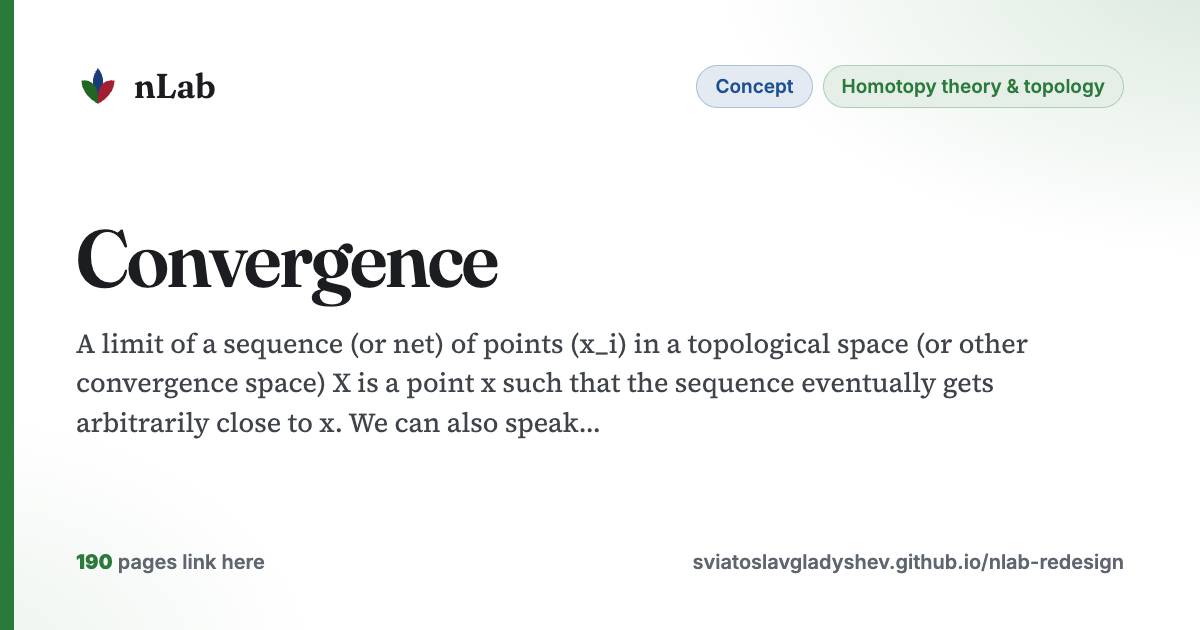 nLab
Concept
Homotopy theory & topology
Convergence
A limit of a sequence (or net) of points (x_i) in a topological space (or other
convergence space) X is a point x such that the sequence eventually gets
arbitrarily close to x. We can also speak...
190 pages link here
sviatoslavgladyshev.github.io/nlab-redesign